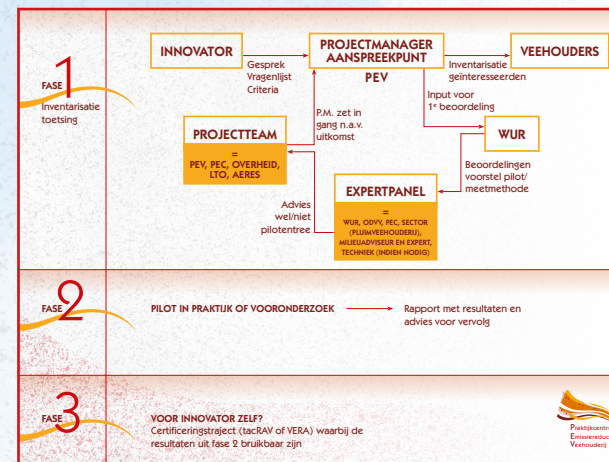 FASE 1
Inventarisatie
toetsing
INNOVATOR
Gesprek
Vragenlijst
Criteria
PROJECTMANAGER
AANSPREEKPUNT
PEV
Inventarisatie
geïnteresseerden
VEEHOUDERS
Input voor
1e beoordeling
WUR
P.M. zet in
gang n.a.v.
uitkomst
PROJECTTEAM
=
PEV, PEC, OVERHEID,
LTO, AERES
Beoordelingen
voorstel pilot/
meetmethode
EXPERTPANEL
=
WUR, ODVV, PEC, SECTOR
(PLUIMVEEHOUDERIJ),
MILIEUADVISEUR EN EXPERT,
TECHNIEK (INDIEN NODIG)
Advies
wel/niet
pilotentree
FASE 2
PILOT IN PRAKTIJK OF VOORONDERZOEK
Rapport met resultaten en
advies voor vervolg
FASE 3
VOOR INNOVATOR ZELF?
Certificeringstraject (tacRAV of VERA) waarbij de
resultaten uit fase 2 bruikbaar zijn
Praktijkcentr
Emissiereduc
Veehouderij